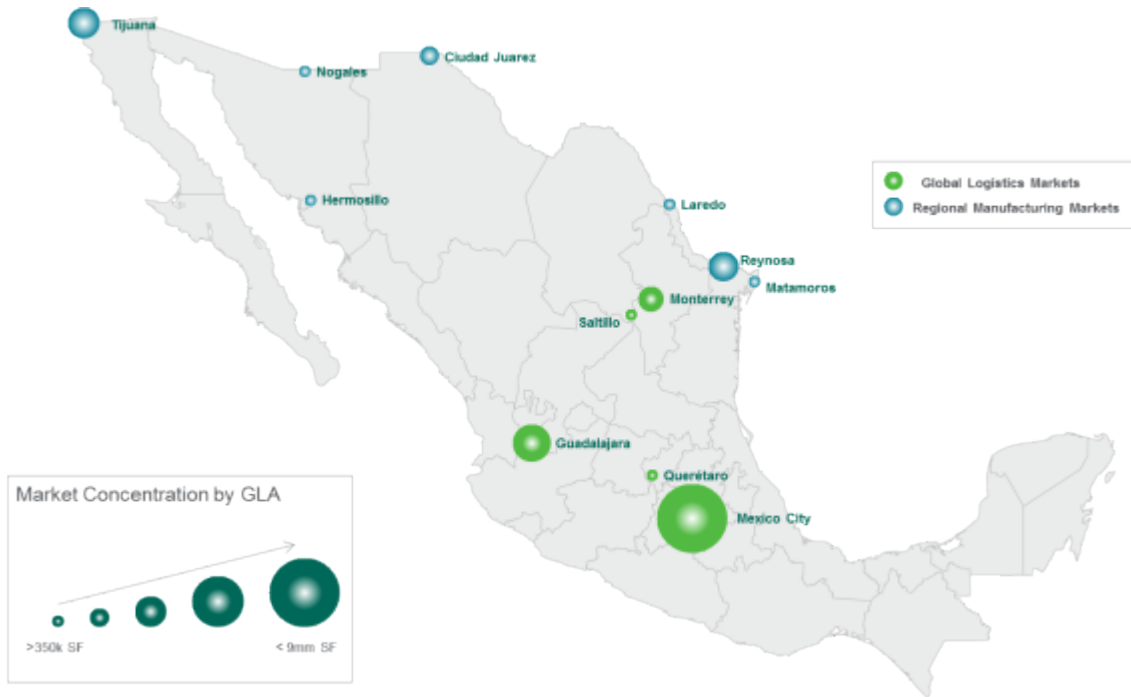 Tijuana
Ciudad Juarez
Nogales
Hermosillo
Laredo
Global Logistics Markets
Regional Manufacturing Markets
Reynosa
Matamoros
Monterrey
Saltillo
Guadalajara
Querétaro
Mexico City
Market Concentration by GLA
>350k SF
< 9mm SF